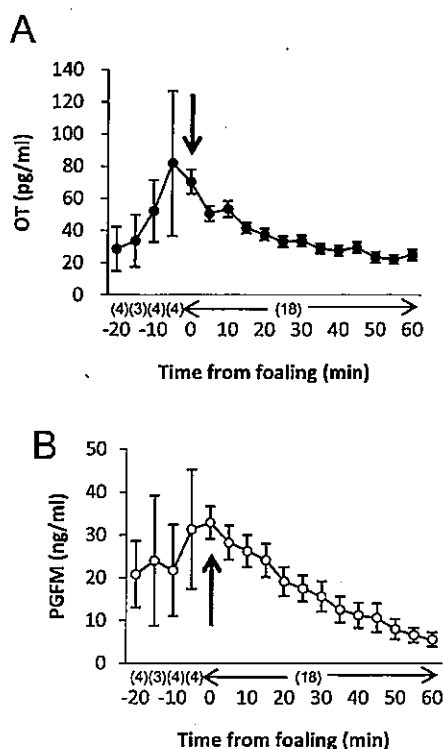 A
OT (pg/ml)
140
120
100
80
60
40
20
0
(4)(3)(4)(4) (18)
-20 -10 0 10 20 30 40 50 60
Time from foaling (min)
B
PGFM (ng/ml)
50
40
30
20
10
0
(4)(3)(4)(4) (18)
-20 -10 0 10 20 30 40 50 60
Time from foaling (min)